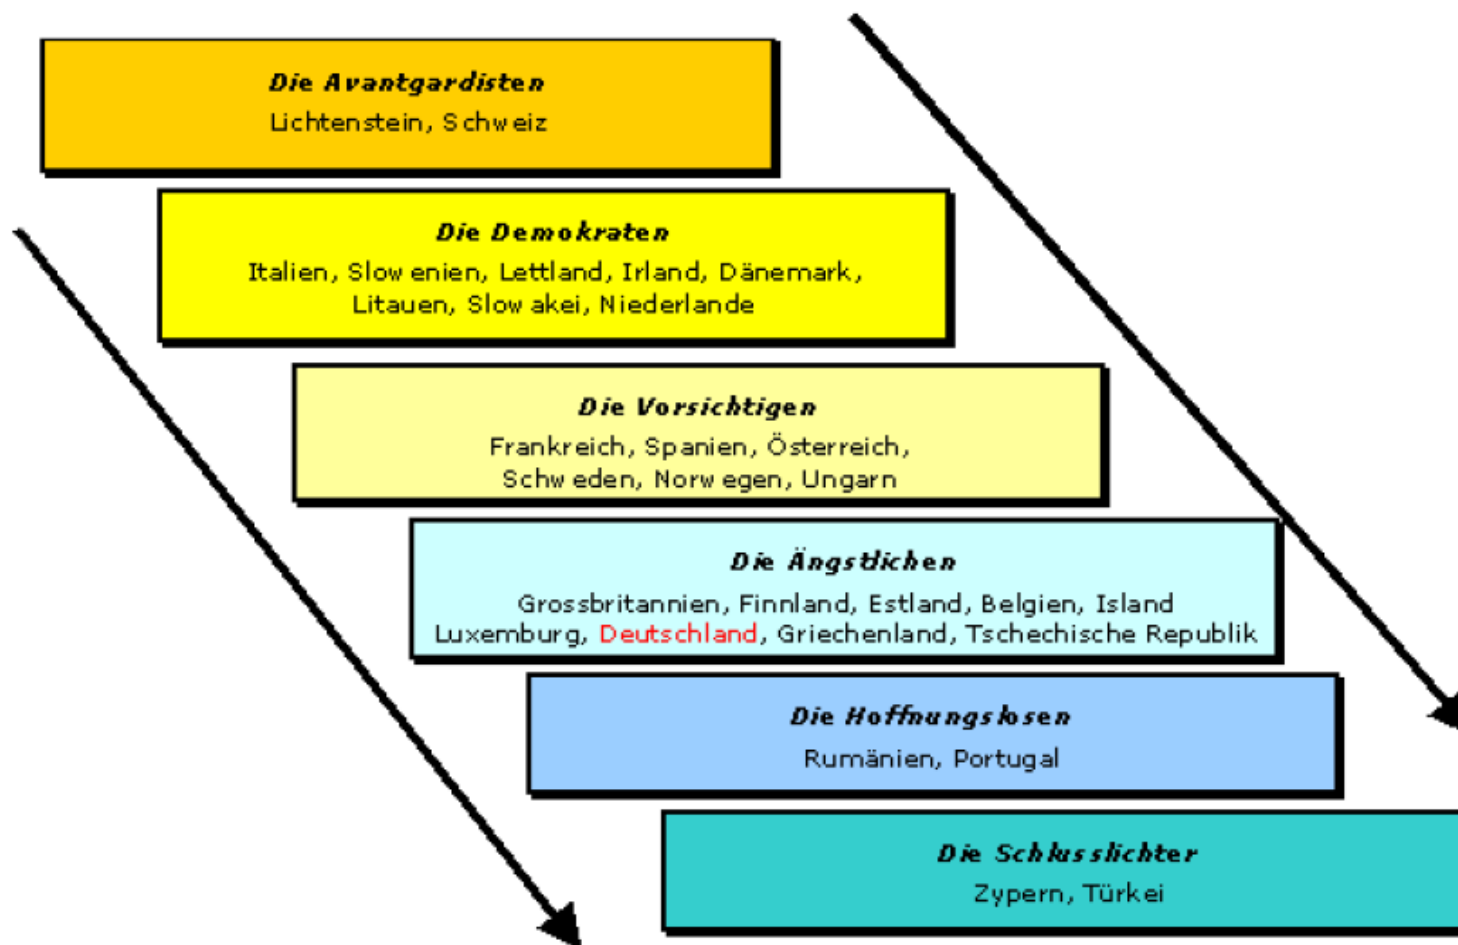 Die Avantgardisten
Lichtenstein, Schweiz
Die Demokraten
Italien, Slowenien, Lettland, Irland, Dänemark,
Litauen, Slowakei, Niederlande
Die Vorsichtigen
Frankreich, Spanien, Österreich,
Schweden, Norwegen, Ungarn
Die Ängstlichen
Grossbritannien, Finnland, Estland, Belgien, Island
Luxemburg, Deutschland, Griechenland, Tschechische Republik
Die Hoffnungslosen
Rumänien, Portugal
Die Schlusslichter
Zypern, Türkei